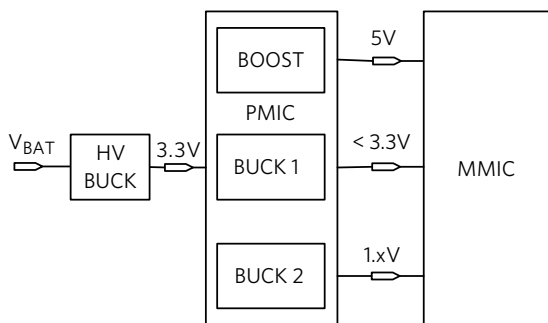 V_BAT
HV
BUCK
3.3V
BOOST
PMIC
BUCK 1
BUCK 2
5V
< 3.3V
1.xV
MMIC